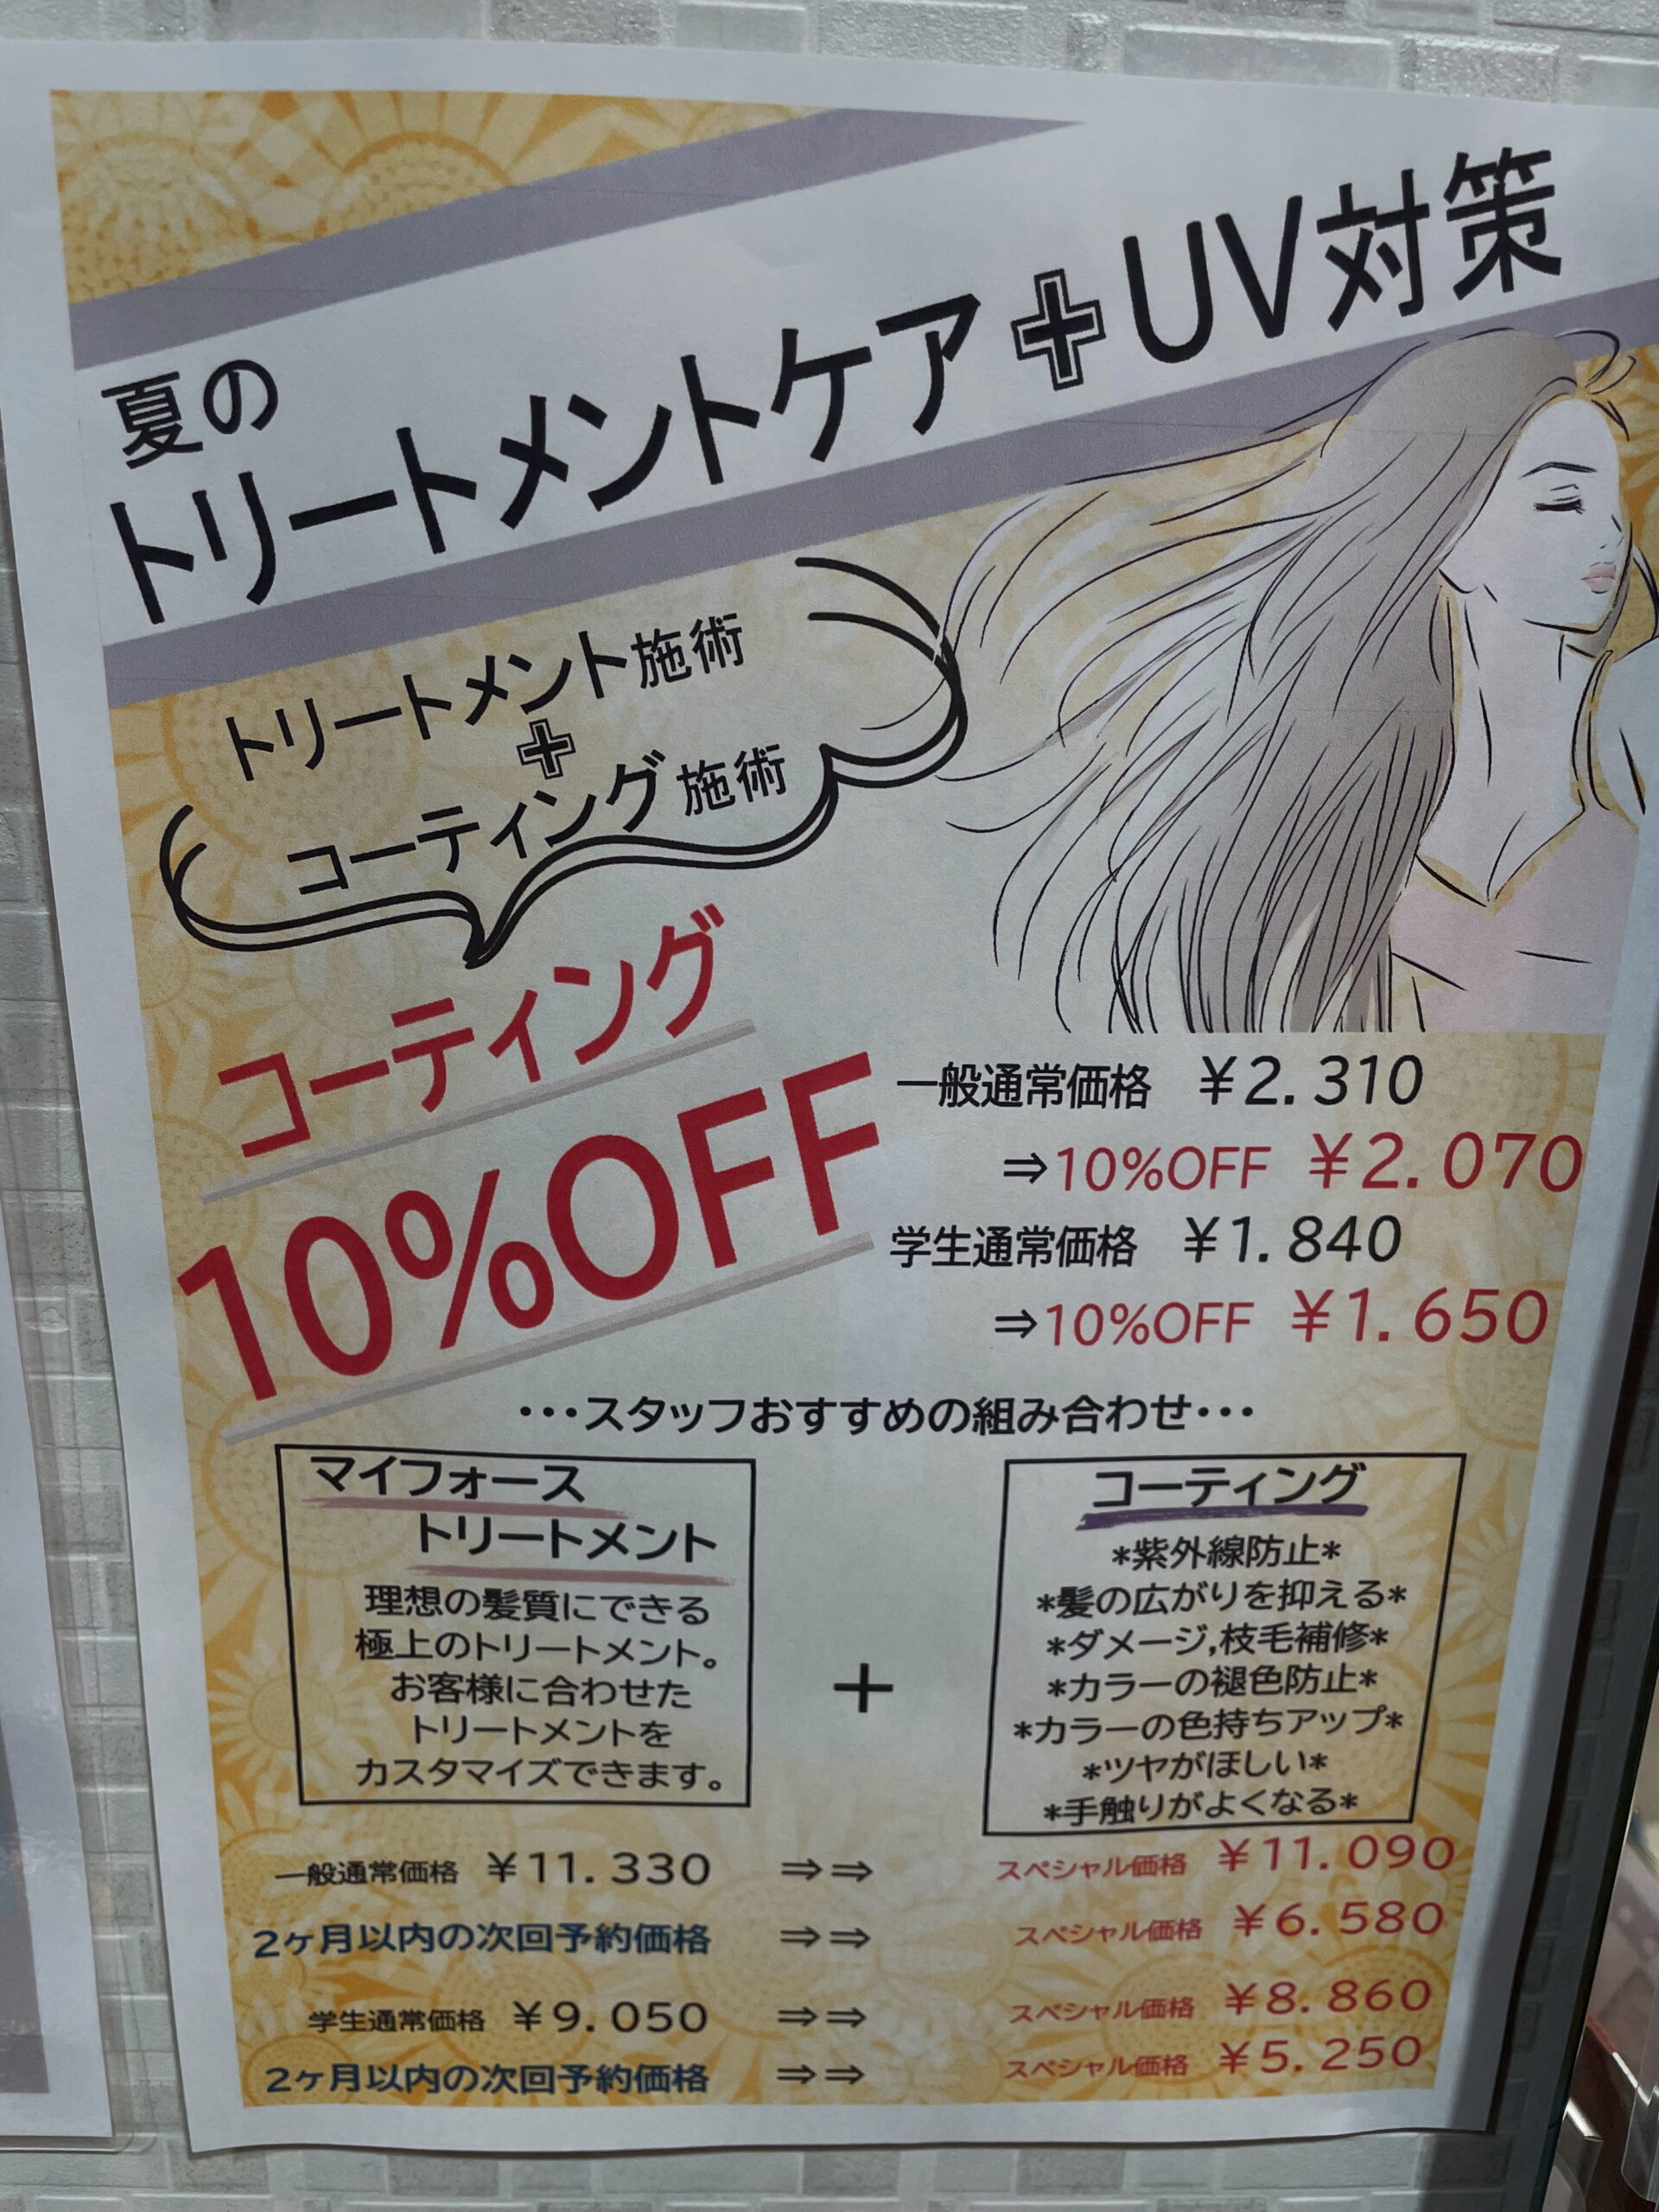 夏の
トリートメントケア+UV対策
トリートメント施術
+
コーティング施術
コーティング
10%OFF
一般通常価格 ¥2.310
⇒10%OFF ¥2.070
学生通常価格 ¥1.840
⇒10%OFF ¥1.650
・・・スタッフおすすめの組み合わせ・・・
マイフォース
トリートメント
理想の髪質にできる
極上のトリートメント。
お客様に合わせた
トリートメントを
カスタマイズできます。
+
コーティング
*紫外線防止*
*髪の広がりを抑える*
*ダメージ,枝毛補修*
*カラーの褪色防止*
*カラーの色持ちアップ*
*ツヤがほしい*
*手触りがよくなる*
一般通常価格 ¥11.330 ⇒⇒ スペシャル価格 ¥11.090
2ヶ月以内の次回予約価格 ⇒⇒ スペシャル価格 ¥6.580
学生通常価格 ¥9.050 ⇒⇒ スペシャル価格 ¥8.860
2ヶ月以内の次回予約価格 ⇒⇒ スペシャル価格 ¥5.250